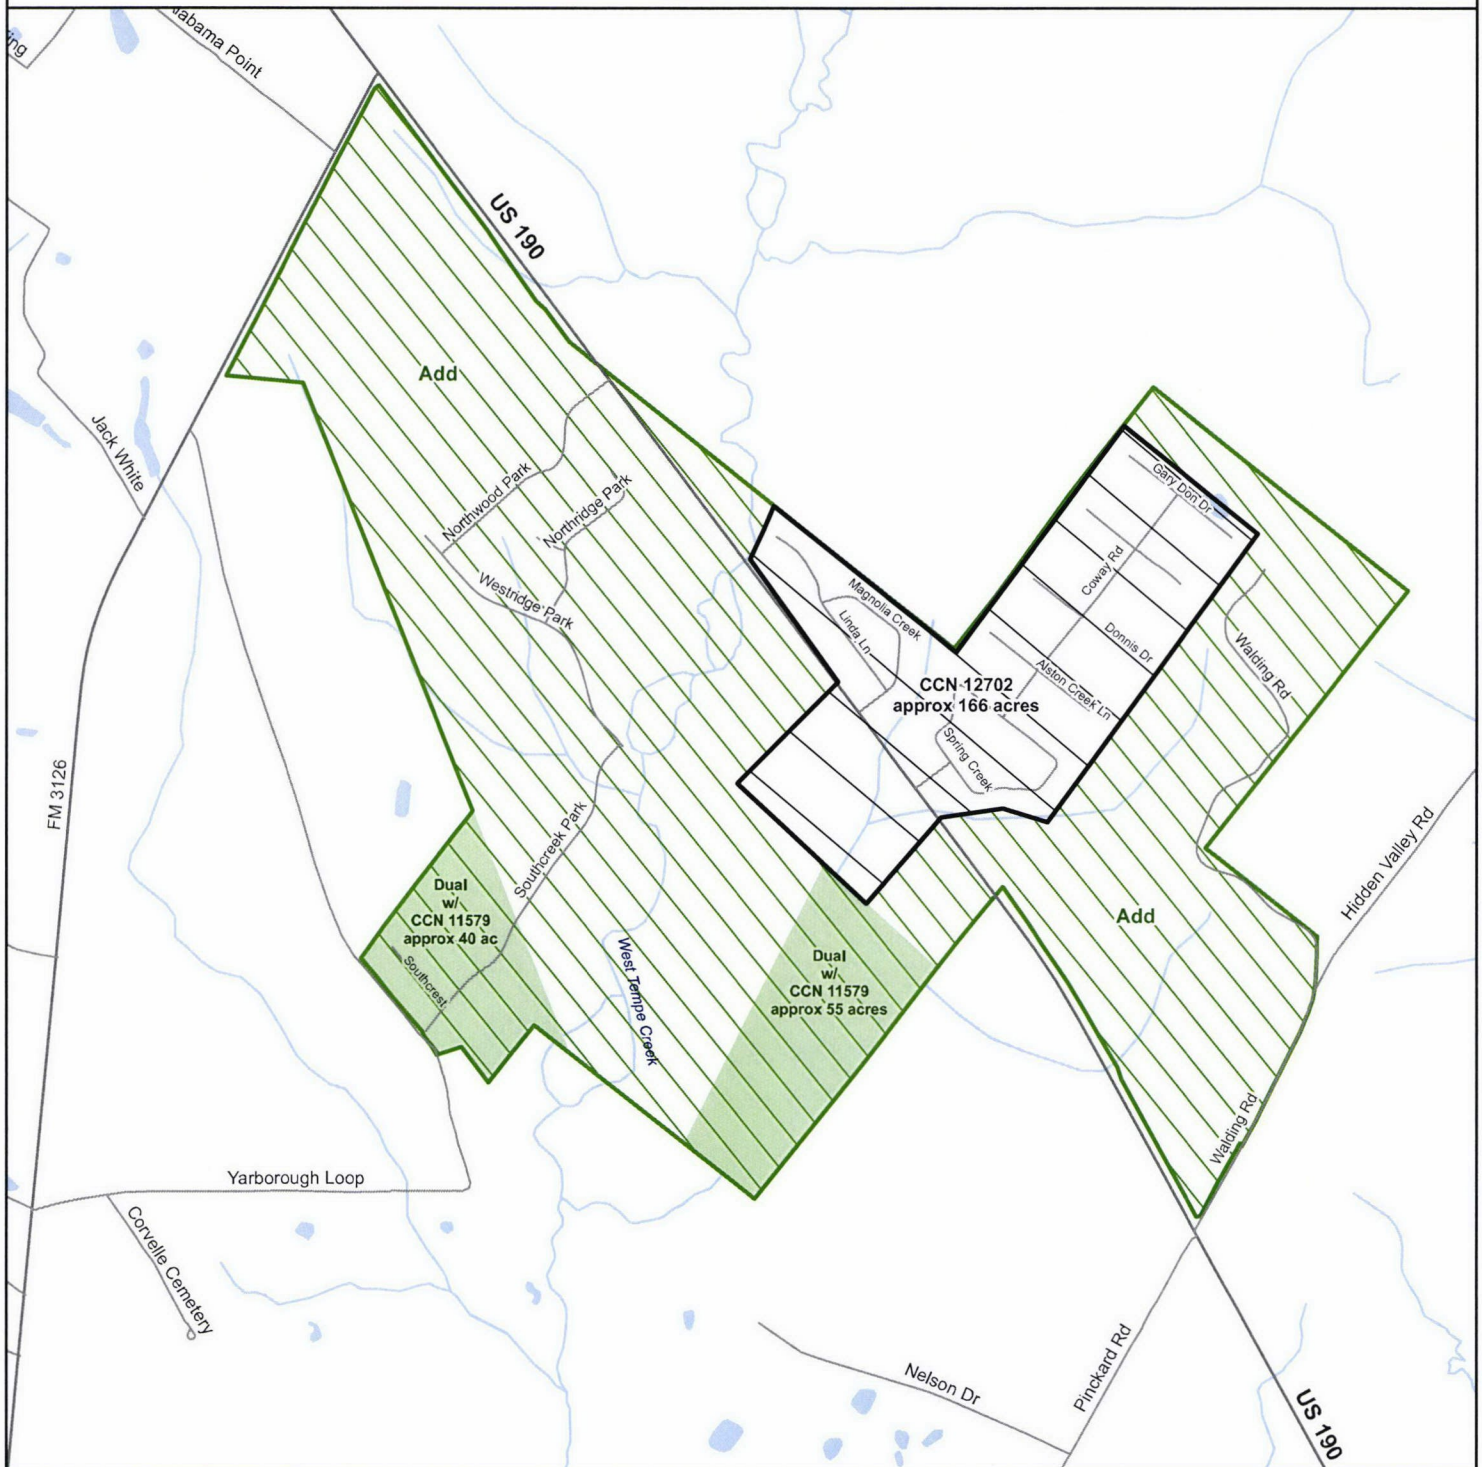 Alabama Point
US 190
Add
Jack White
Northwood Park
Northridge Park
Westridge Park
Gary Don Dr
Coway Rd
Magnolia Creek
Linda Ln
Donnis Dr
Walding Rd
Alston Creek Ln
CCN 12702
approx 166 acres
Spring Creek
FM 3126
Southcreek Park
Hidden Valley Rd
Dual
w/
CCN 11579
approx 40 ac
Southcrest
Add
West Tempe Creek
Dual
w/
CCN 11579
approx 55 acres
Walding Rd
Yarborough Loop
Corvelle Cemetery
Nelson Dr
Pinckard Rd
US 190